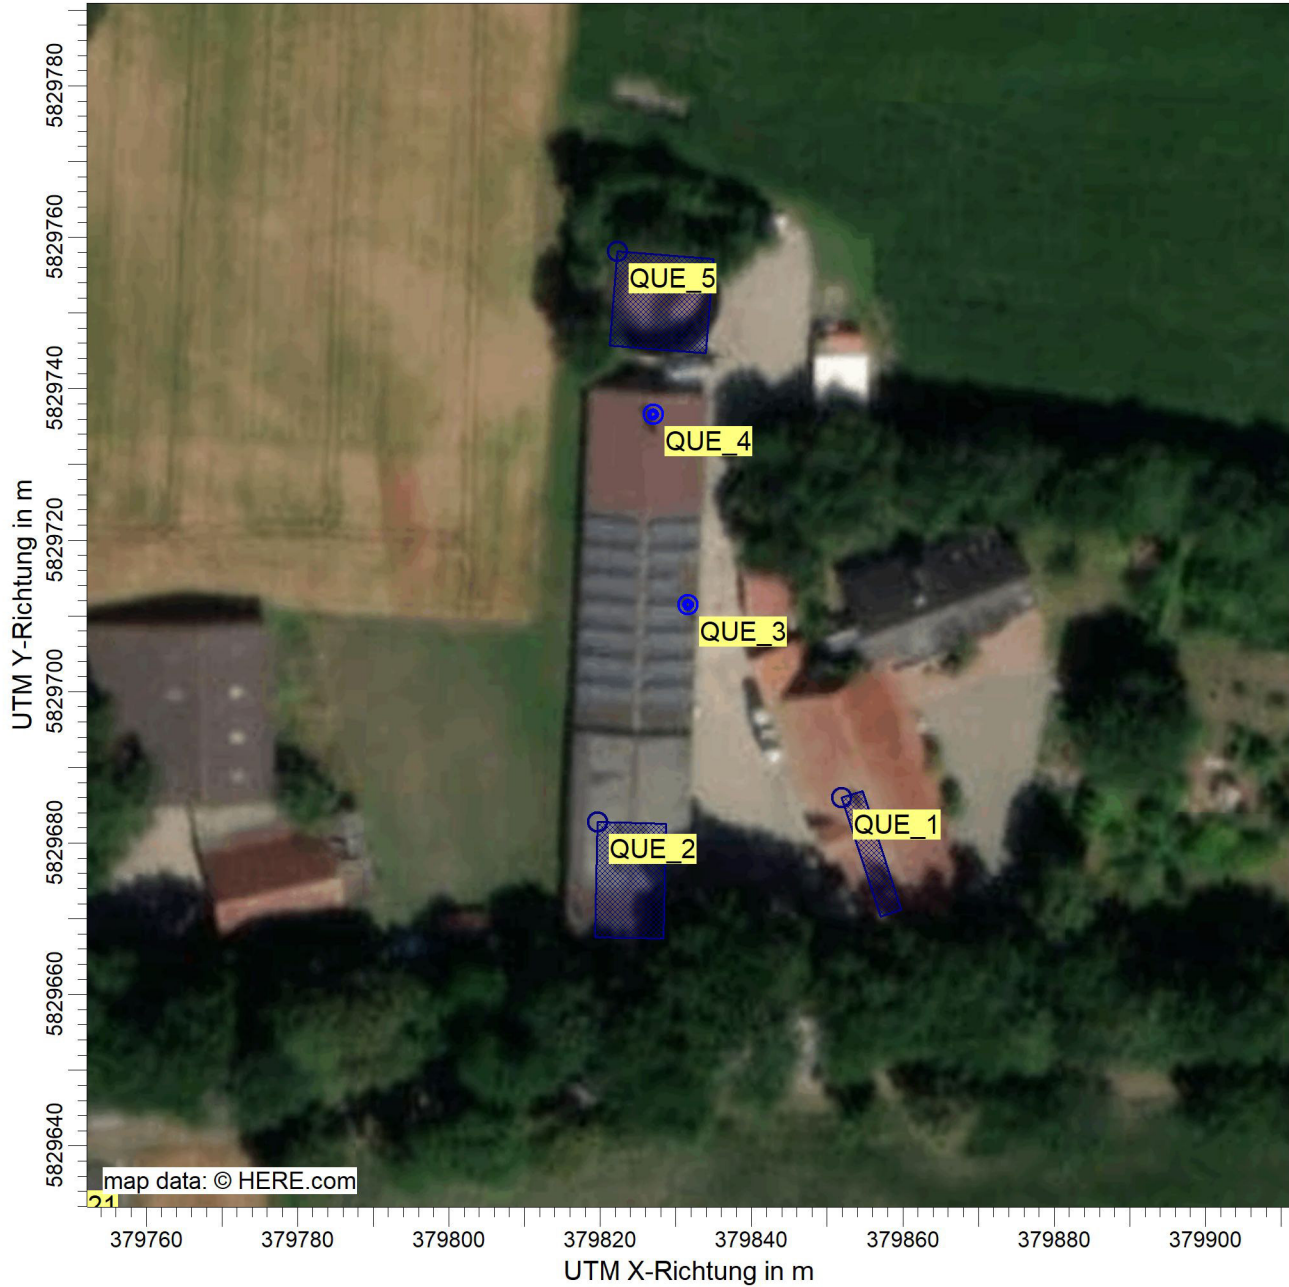 5829780
5829760
5829740
5829720
5829700
5829680
5829660
5829640
UTM Y-Richtung in m
QUE_5
QUE_4
QUE_3
QUE_1
QUE_2
map data: © HERE.com
21
379760 379780 379800 379820 379840 379860 379880 379900
UTM X-Richtung in m